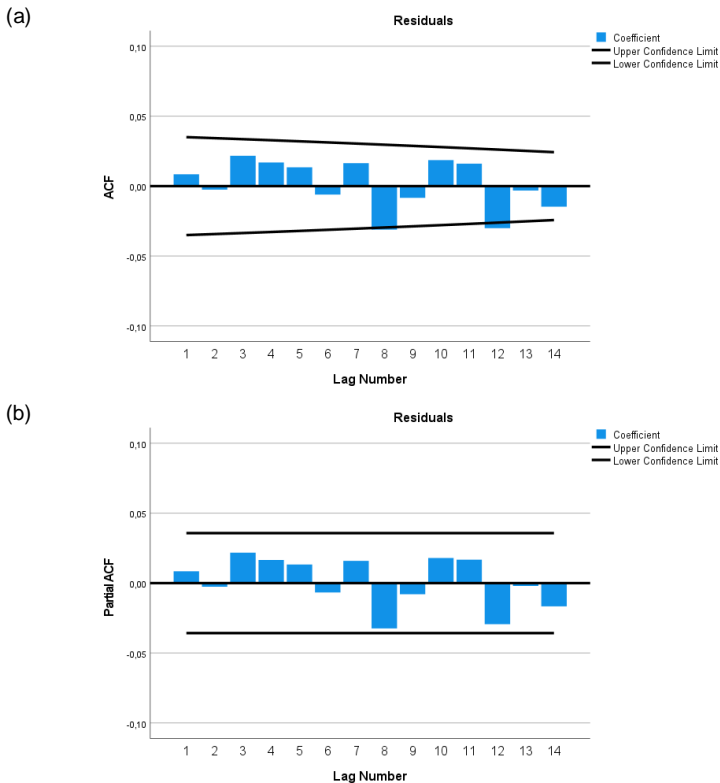 (a)
Residuals
Coefficient
Upper Confidence Limit
Lower Confidence Limit
0,10
0,05
0,00
-0,05
-0,10
ACF
1 2 3 4 5 6 7 8 9 10 11 12 13 14
Lag Number
(b)
Residuals
Coefficient
Upper Confidence Limit
Lower Confidence Limit
0,10
0,05
0,00
-0,05
-0,10
Partial ACF
1 2 3 4 5 6 7 8 9 10 11 12 13 14
Lag Number